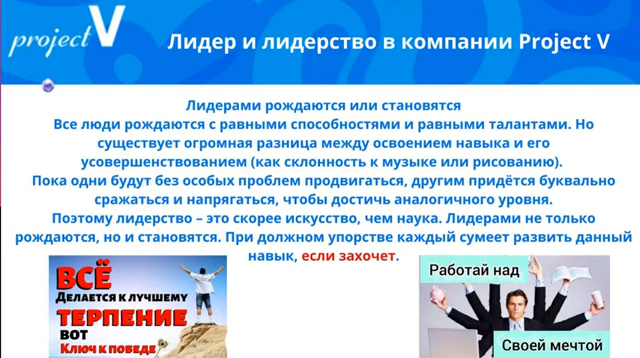 project V
Лидер и лидерство в компании Project V
Лидерами рождаются или становятся
Все люди рождаются с равными способностями и равными талантами. Но
существует огромная разница между освоением навыка и его
усовершенствованием (как склонность к музыке или рисованию).
Пока одни будут без особых проблем продвигаться, другим придётся буквально
сражаться и напрягаться, чтобы достичь аналогичного уровня.
Поэтому лидерство – это скорее искусство, чем наука. Лидерами не только
рождаются, но и становятся. При должном упорстве каждый сумеет развить данный
навык, если захочет.
ВСЁ
ДЕЛАЕТСЯ К ЛУЧШЕМУ
ТЕРПЕНИЕ
ВОТ
КЛЮЧ К ПОБЕДЕ
Работай над
Своей мечтой